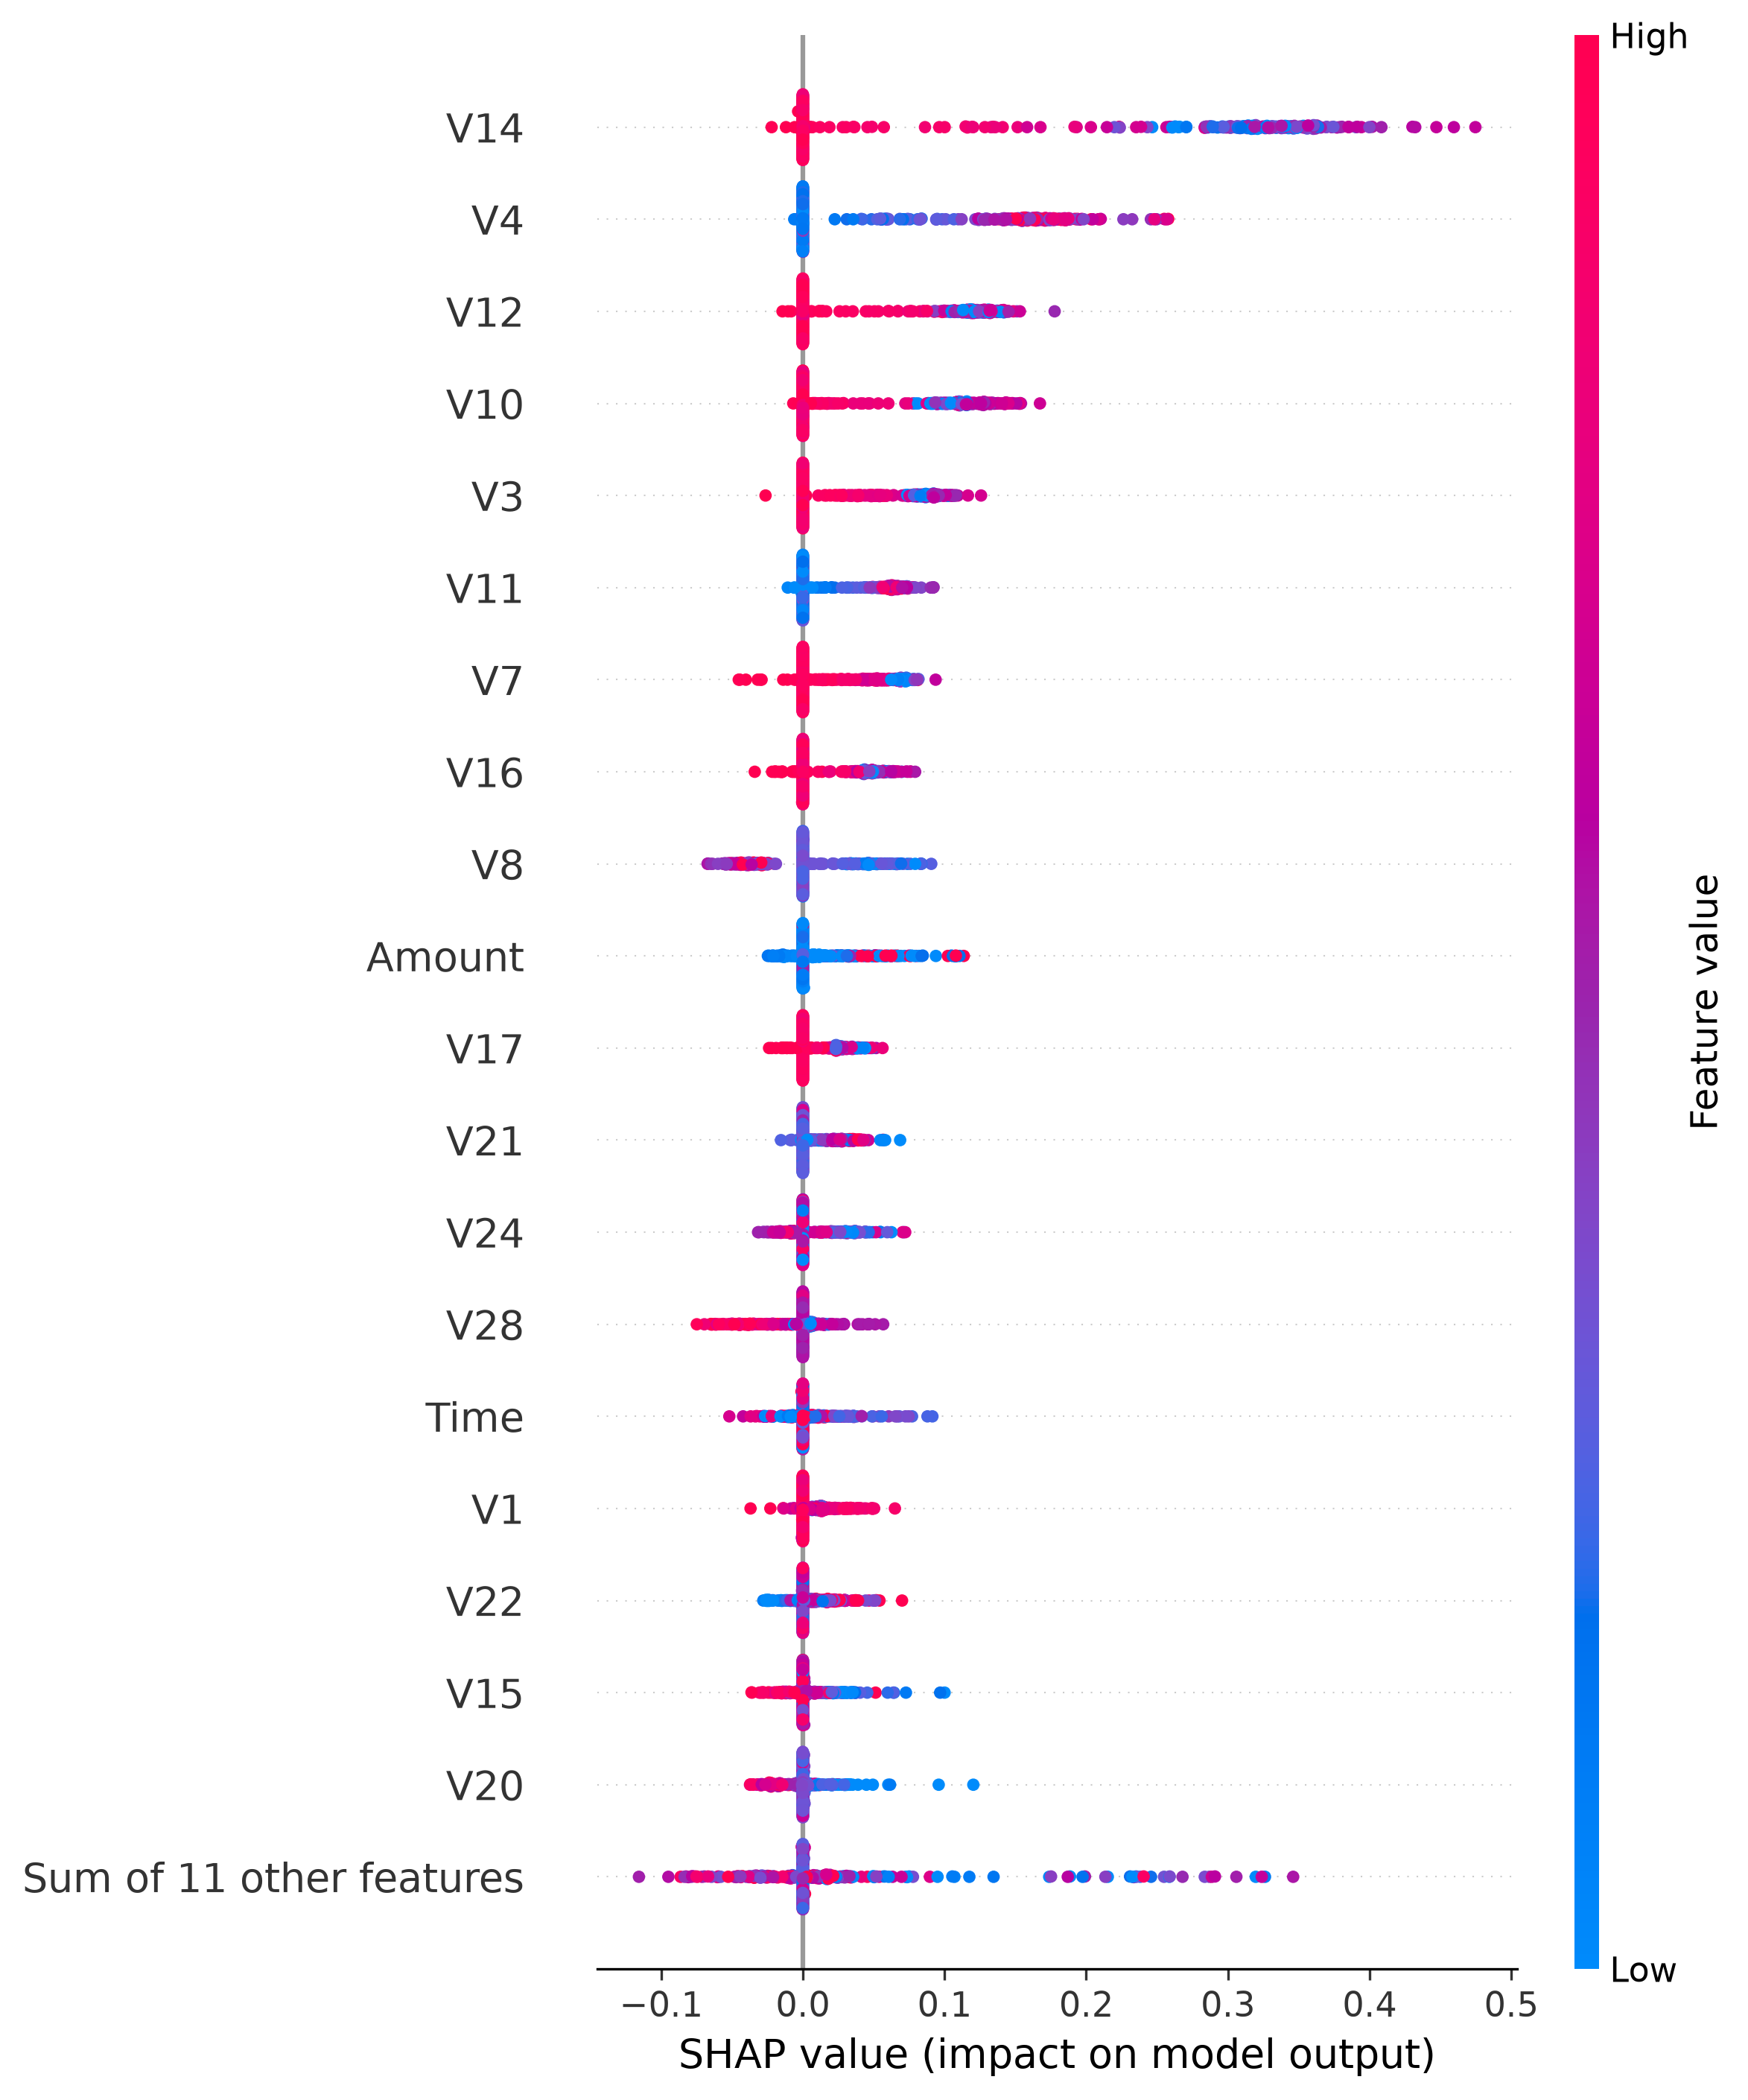 High
V14
V4
V12
V10
V3
V11
V7
V16
V8
Amount
V17
V21
V24
V28
Time
V1
V22
V15
V20
Sum of 11 other features
Feature value
Low
−0.1 0.0 0.1 0.2 0.3 0.4 0.5
SHAP value (impact on model output)